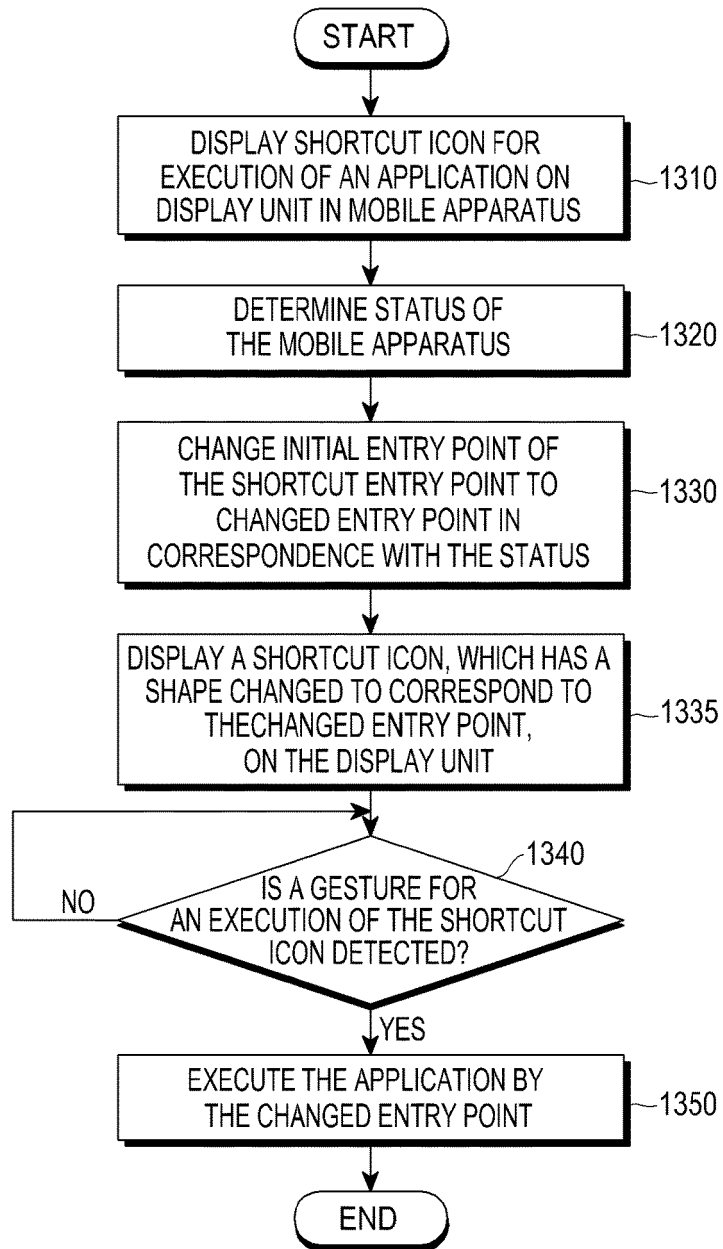 START
DISPLAY SHORTCUT ICON FOR
EXECUTION OF AN APPLICATION ON
DISPLAY UNIT IN MOBILE APPARATUS
1310
DETERMINE STATUS OF
THE MOBILE APPARATUS
1320
CHANGE INITIAL ENTRY POINT OF
THE SHORTCUT ENTRY POINT TO
CHANGED ENTRY POINT IN
CORRESPONDENCE WITH THE STATUS
1330
DISPLAY A SHORTCUT ICON, WHICH HAS A
SHAPE CHANGED TO CORRESPOND TO
THECHANGED ENTRY POINT,
ON THE DISPLAY UNIT
1335
1340
IS A GESTURE FOR
AN EXECUTION OF THE SHORTCUT
ICON DETECTED?
NO
YES
EXECUTE THE APPLICATION BY
THE CHANGED ENTRY POINT
1350
END